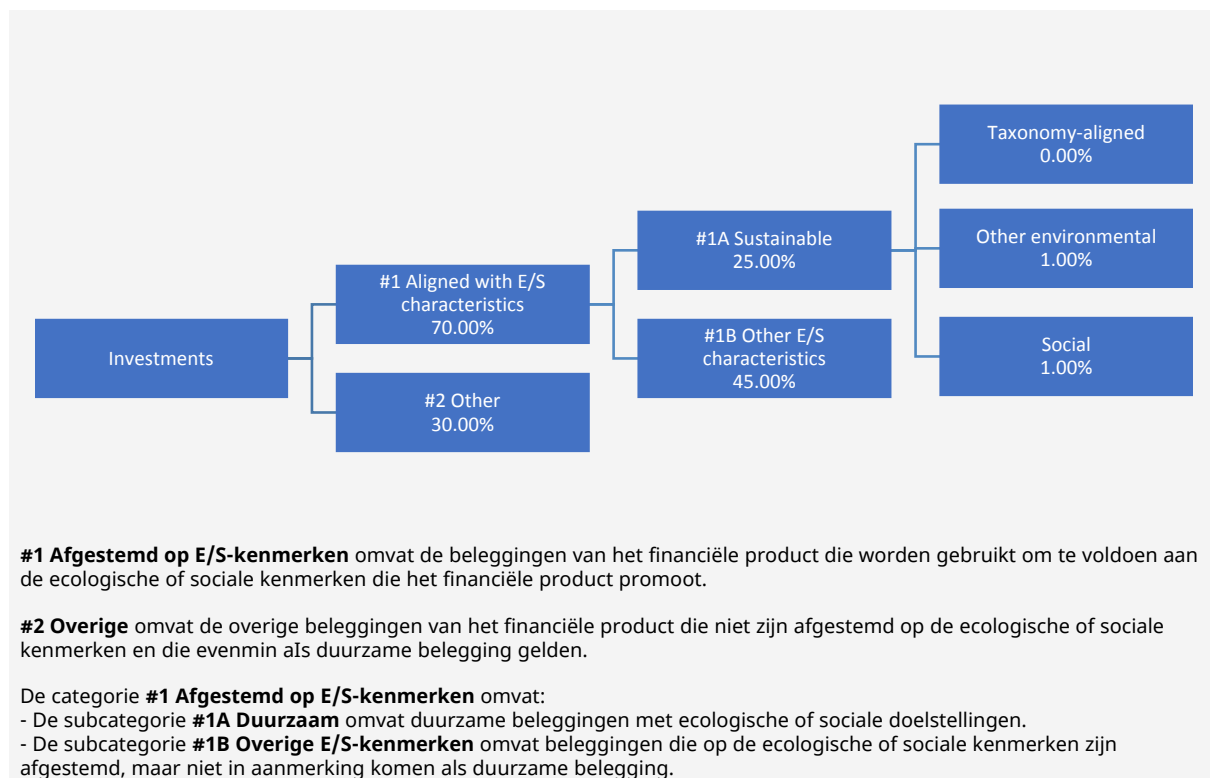 Taxonomy-aligned
0.00%
#1A Sustainable
25.00%
Other environmental
1.00%
#1 Aligned with E/S
characteristics
70.00%
Investments
#1B Other E/S
characteristics
45.00%
Social
1.00%
#2 Other
30.00%
#1 Afgestemd op E/S-kenmerken omvat de beleggingen van het financiële product die worden gebruikt om te voldoen aan
de ecologische of sociale kenmerken die het financiële product promoot.
#2 Overige omvat de overige beleggingen van het financiële product die niet zijn afgestemd op de ecologische of sociale
kenmerken en die evenmin aIs duurzame belegging gelden.
De categorie #1 Afgestemd op E/S-kenmerken omvat:
- De subcategorie #1A Duurzaam omvat duurzame beleggingen met ecologische of sociale doelstellingen.
- De subcategorie #1B Overige E/S-kenmerken omvat beleggingen die op de ecologische of sociale kenmerken zijn
afgestemd, maar niet in aanmerking komen als duurzame belegging.